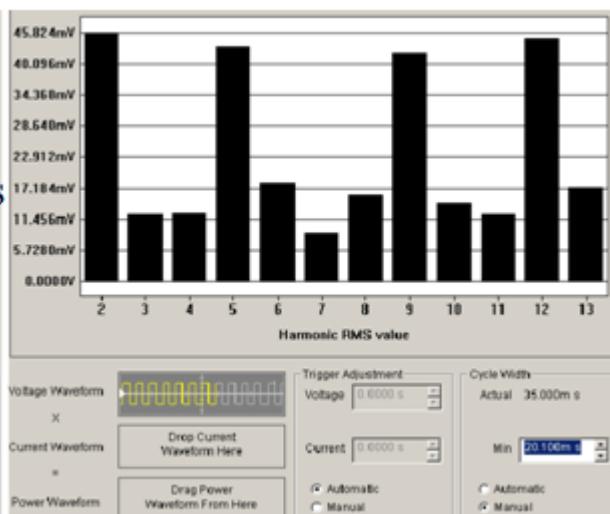 45.824mV
40.096mV
34.368mV
28.640mV
22.912mV
17.184mV
11.456mV
5.7280mV
0.0000V
2 3 4 5 6 7 8 9 10 11 12 13
Harmonic RMS value
s
Voltage Waveform
X
Current Waveform
=
Power Waveform
Drop Current
Waveform Here
Drag Power
Waveform From Here
Trigger Adjustment
Voltage 0.6000 s
Current 0.6000 s
Automatic
Manual
Cycle Width
Actual 35.000m s
Min 20.100m s
Automatic
Manual